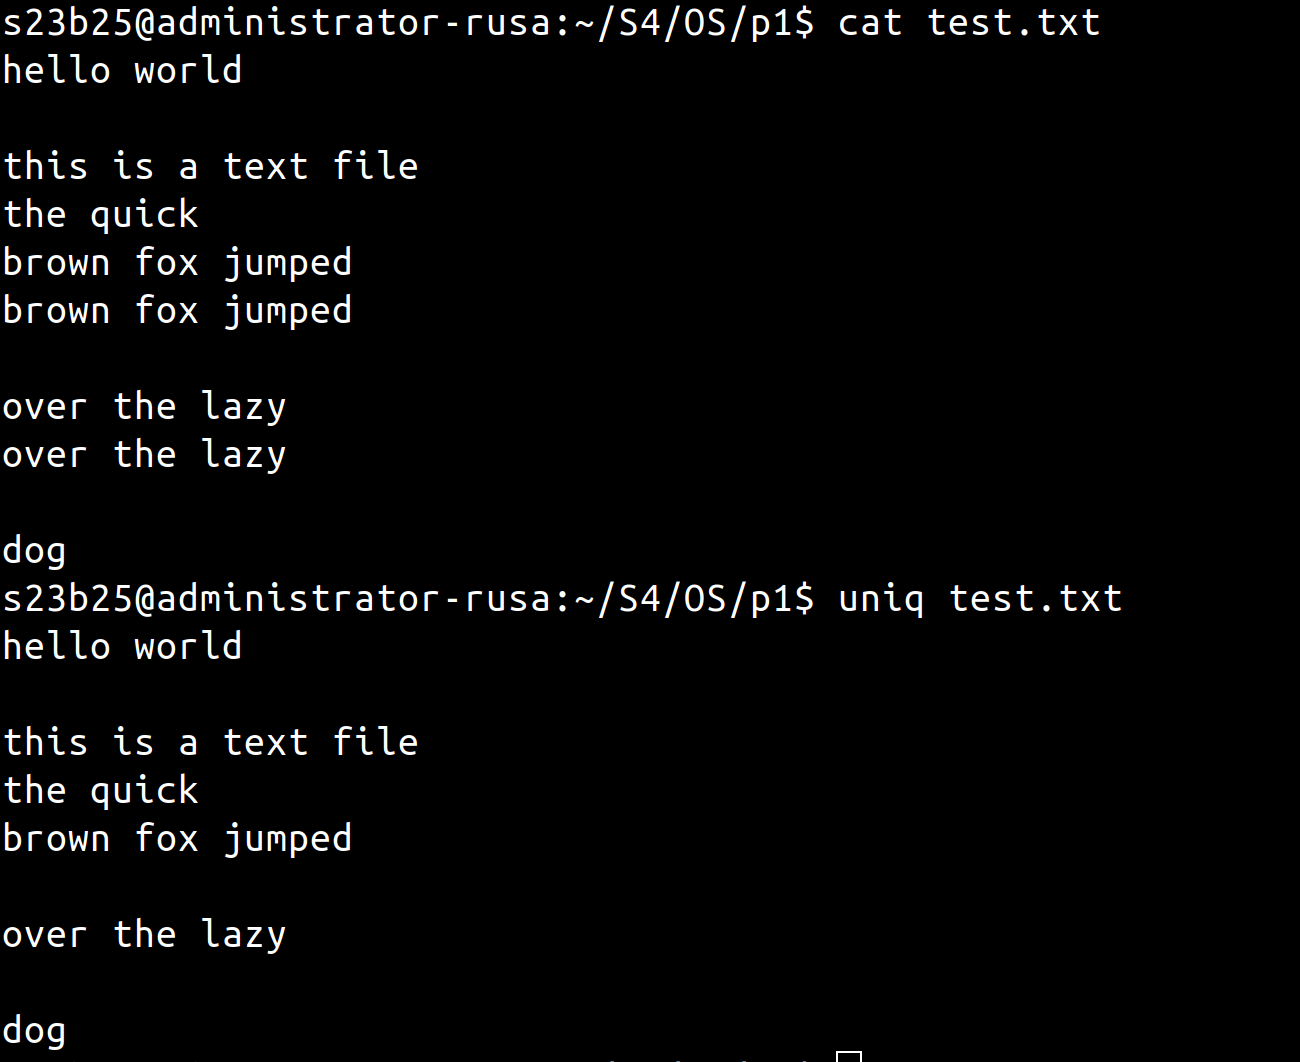 s23b25@administrator-rusa:~/S4/OS/p1$ cat test.txt
hello world

this is a text file
the quick
brown fox jumped
brown fox jumped

over the lazy
over the lazy

dog
s23b25@administrator-rusa:~/S4/OS/p1$ uniq test.txt
hello world

this is a text file
the quick
brown fox jumped

over the lazy

dog